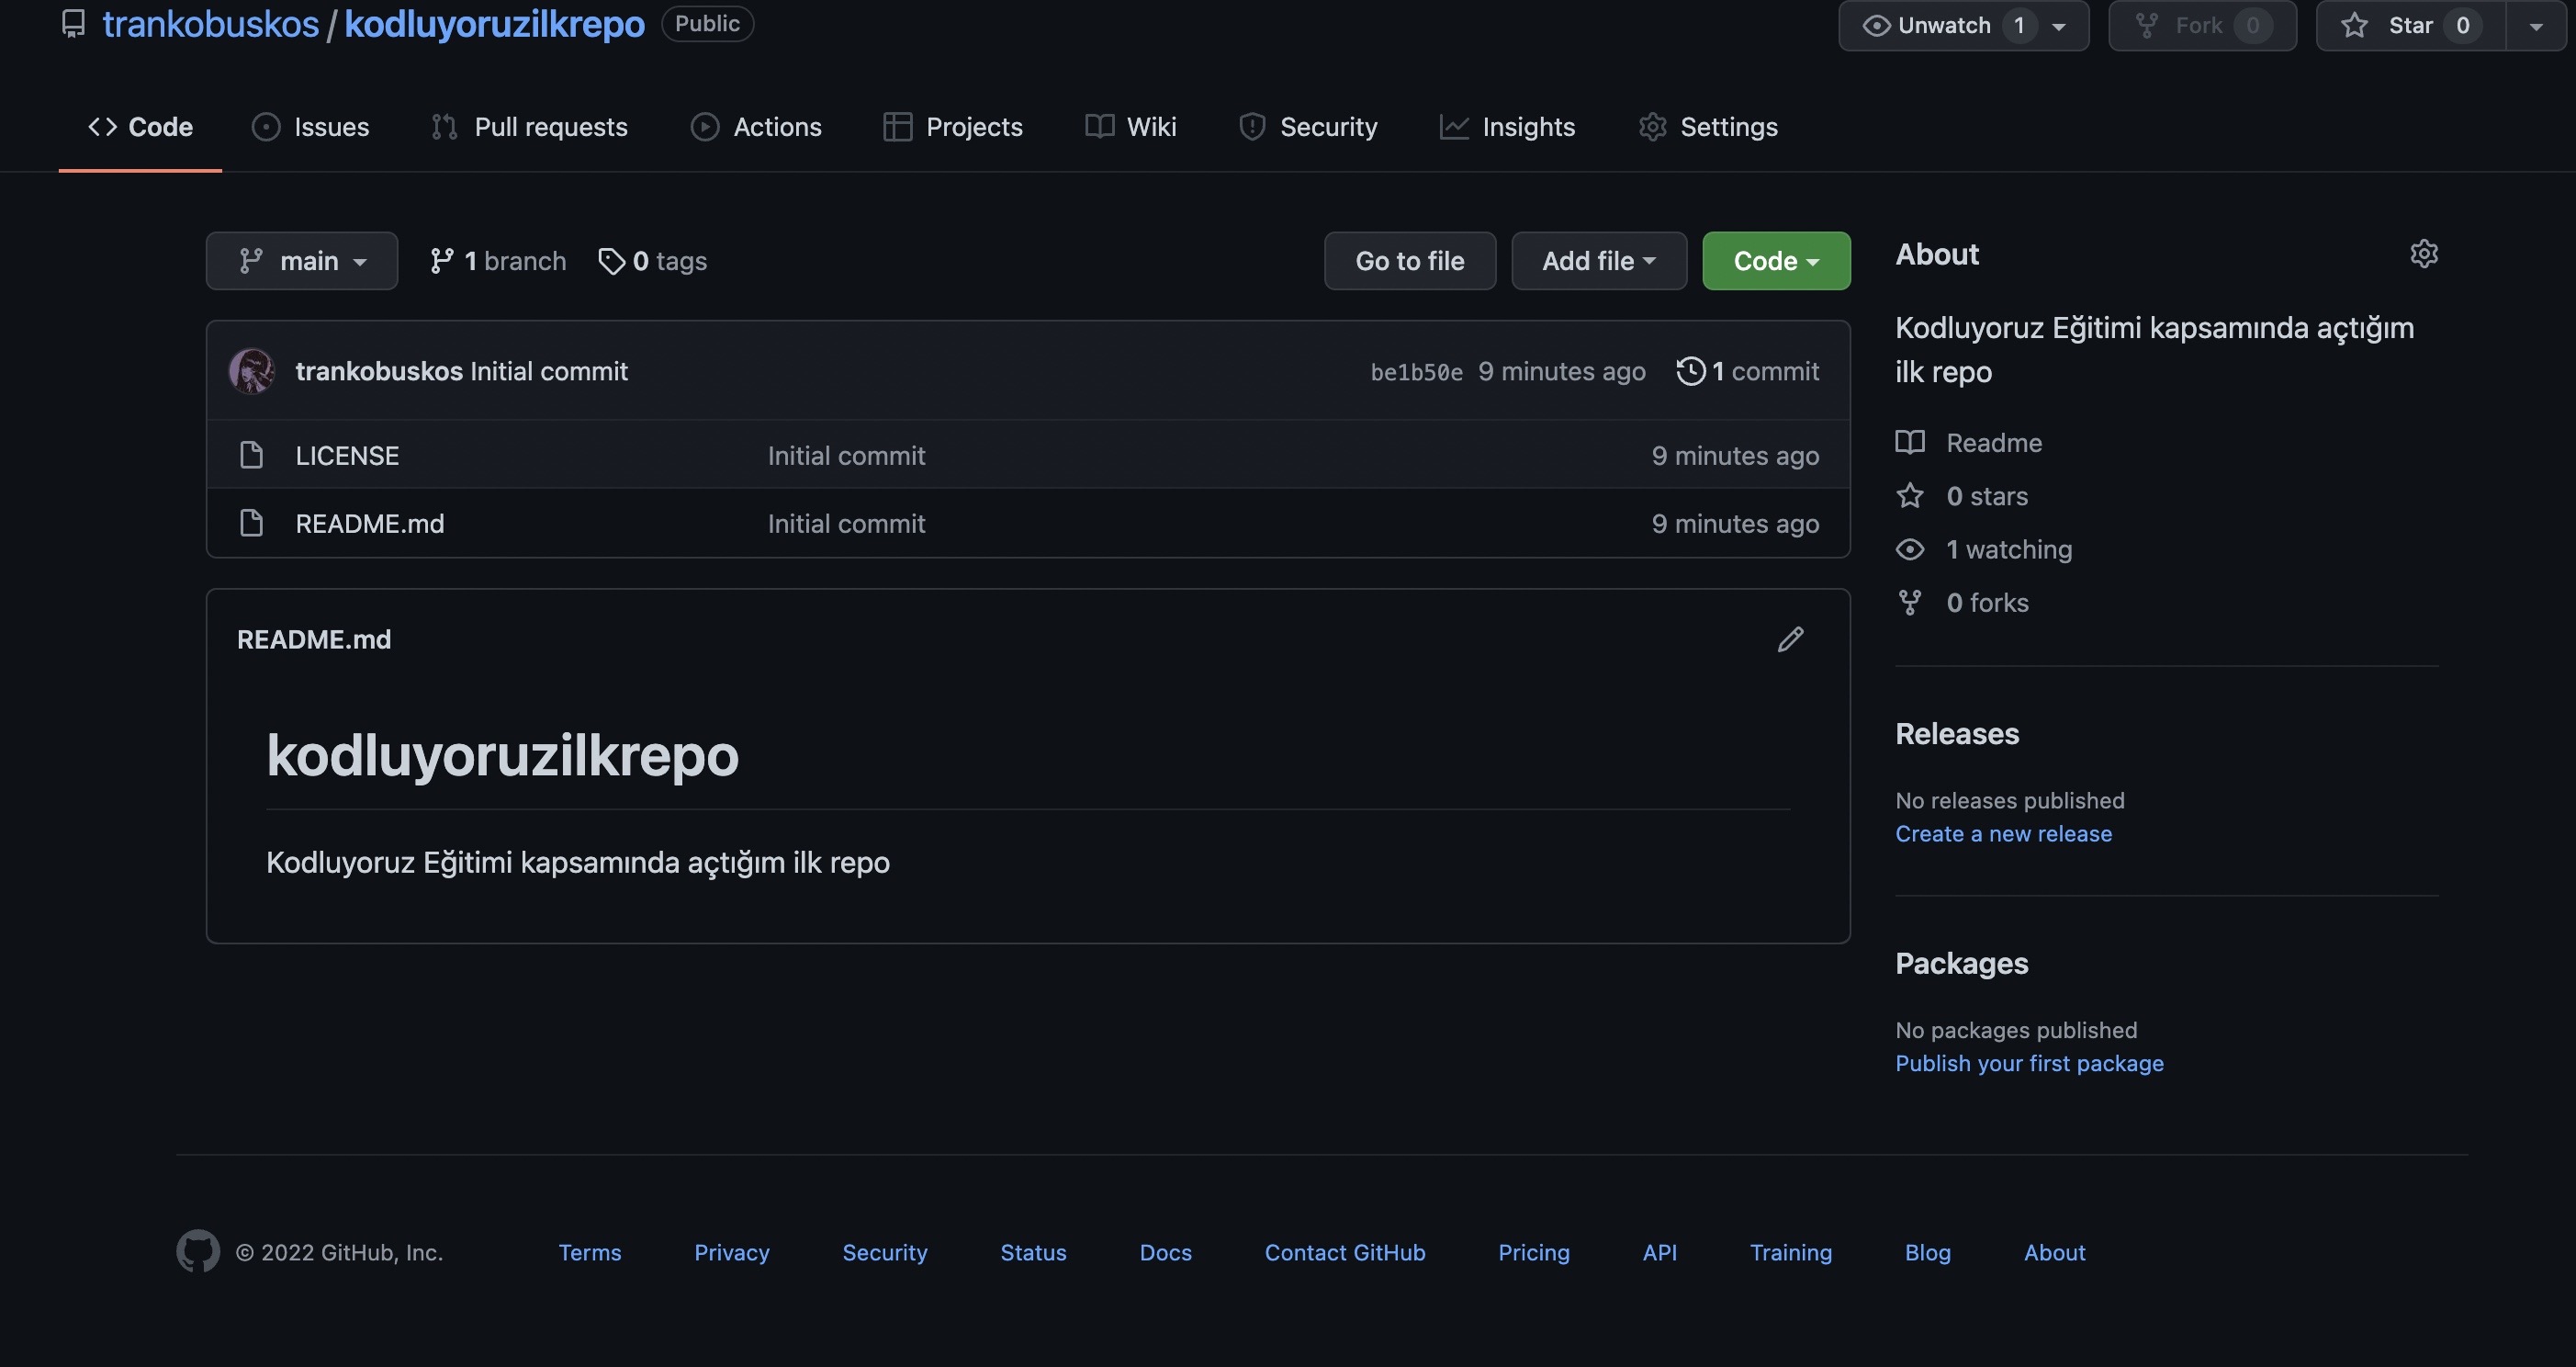 trankobuskos / kodluyoruzilkrepo Public Unwatch 1 Fork 0 Star 0
Code Issues Pull requests Actions Projects Wiki Security Insights Settings
main 1 branch 0 tags Go to file Add file Code
trankobuskos Initial commit be1b50e 9 minutes ago 1 commit
LICENSE Initial commit 9 minutes ago
README.md Initial commit 9 minutes ago
README.md
kodluyoruzilkrepo
Kodluyoruz Eğitimi kapsamında açtığım ilk repo
About
Kodluyoruz Eğitimi kapsamında açtığım
ilk repo
Readme
0 stars
1 watching
0 forks
Releases
No releases published
Create a new release
Packages
No packages published
Publish your first package
© 2022 GitHub, Inc. Terms Privacy Security Status Docs Contact GitHub Pricing API Training Blog About